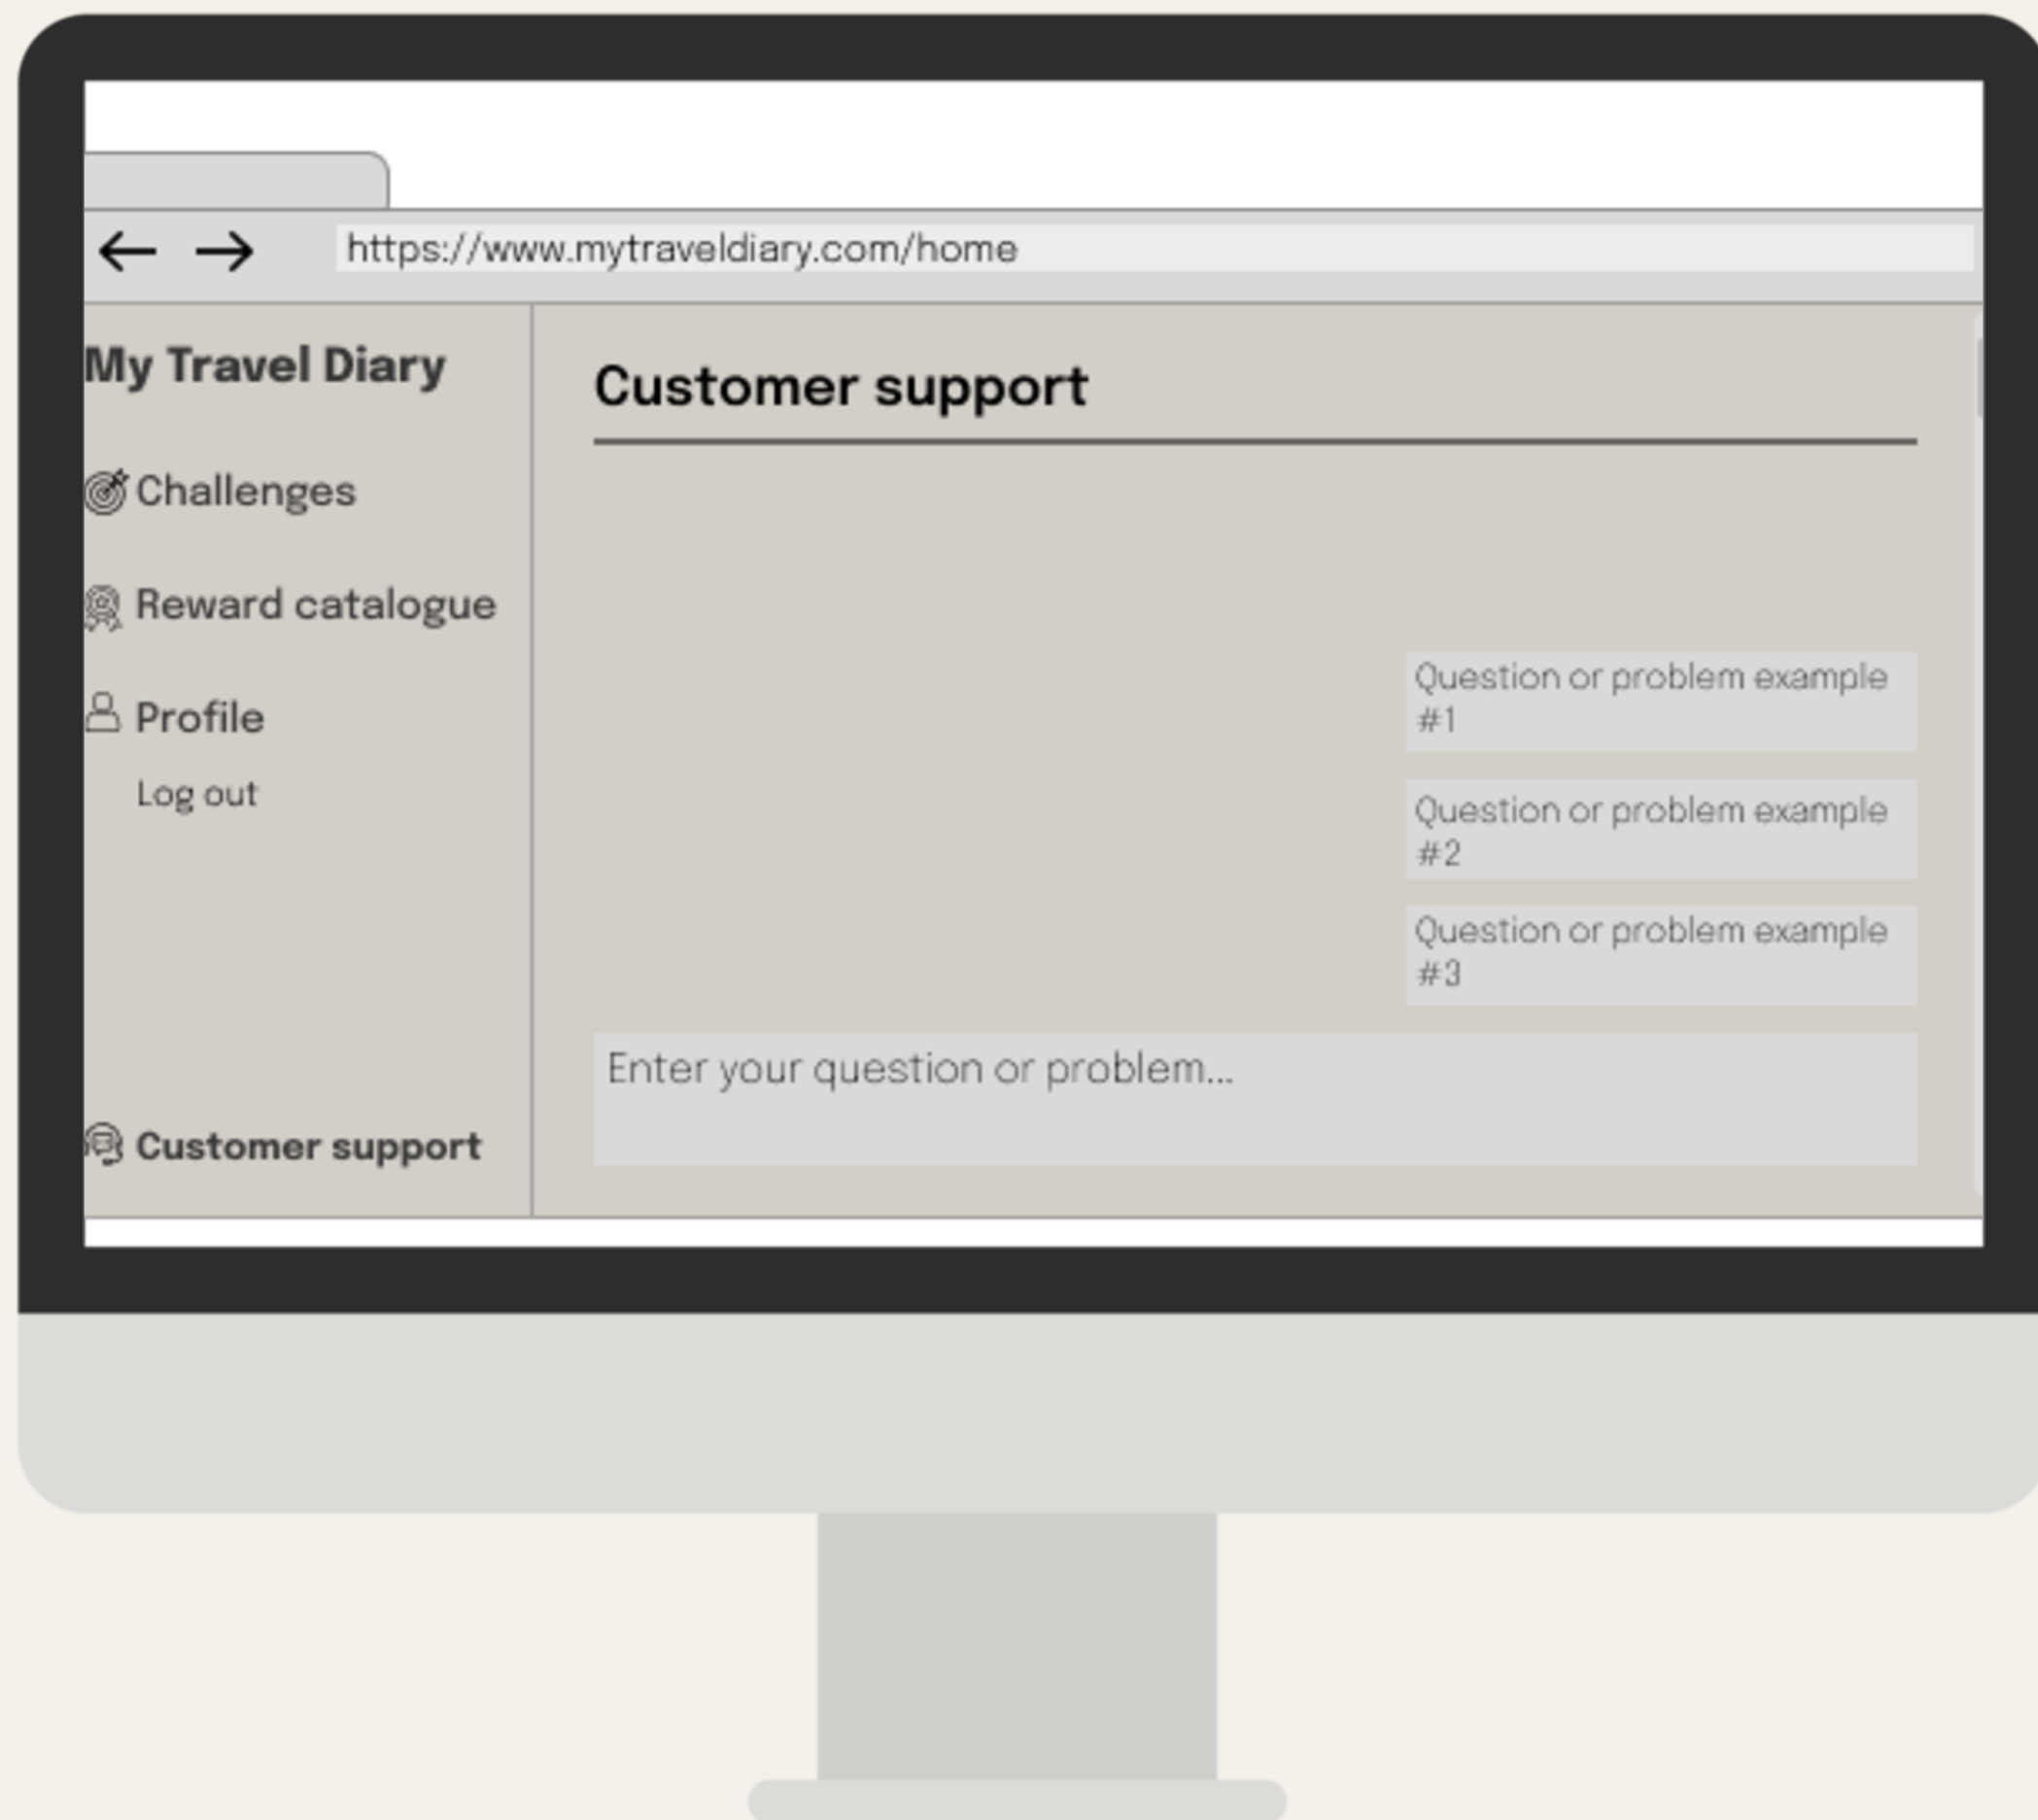 https://www.mytraveldiary.com/home
My Travel Diary
Challenges
Reward catalogue
Profile
Log out
Customer support
Customer support
Question or problem example
#1
Question or problem example
#2
Question or problem example
#3
Enter your question or problem...